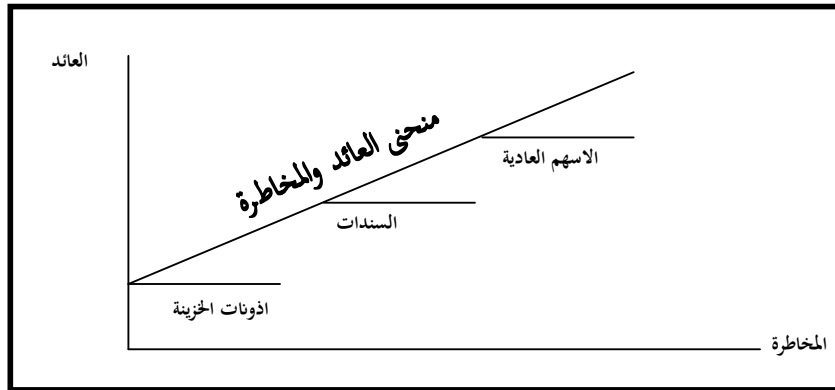 العائد
منحنى العائد والمخاطرة
الاسهم العادية
السندات
اذونات الخزينة
المخاطرة